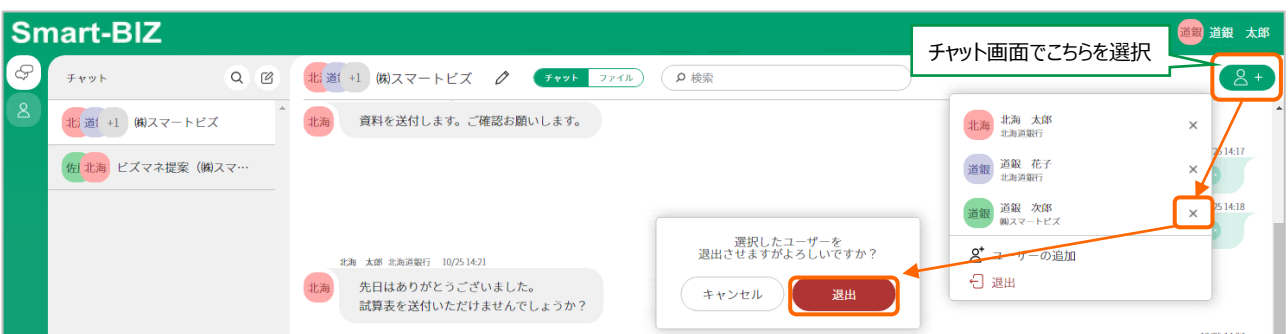 Smart-BIZ
チャット画面でこちらを選択
道銀 道銀 太郎
チャット
北 道 +1 ㈱スマートビズ
チャット ファイル
検索
北 道 +1 ㈱スマートビズ
佐 北海 ビズマネ提案（㈱スマ…
北海 資料を送付します。ご確認お願いします。
北海 北海 太郎
北海道銀行
道銀 道銀 花子
北海道銀行
道銀 道銀 次郎
㈱スマートビズ
ユーザーの追加
退出
25 14:17
25 14:18
選択したユーザーを
退出させますがよろしいですか？
キャンセル 退出
北海 太郎 北海道銀行 10/25 14:21
北海 先日はありがとうございました。
試算表を送付いただけませんでしょうか？